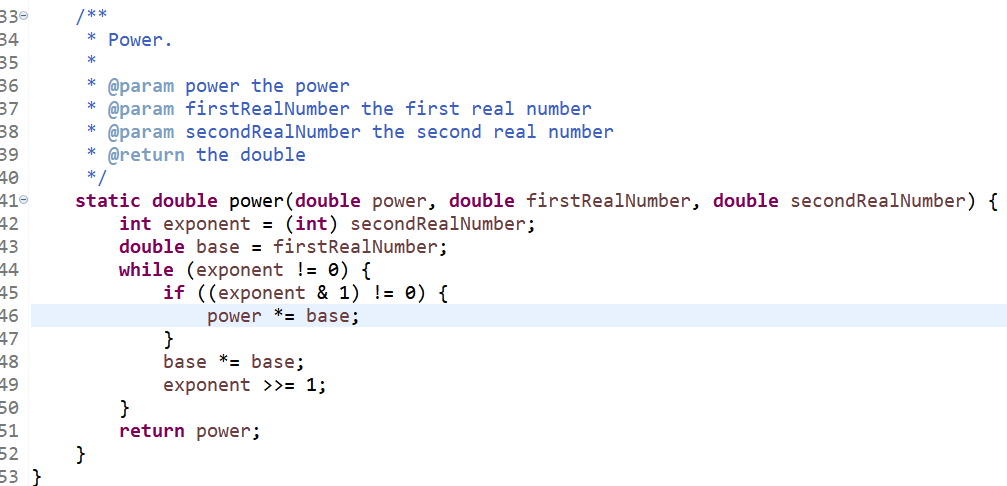 33 /**
34 * Power.
35 *
36 * @param power the power
37 * @param firstRealNumber the first real number
38 * @param secondRealNumber the second real number
39 * @return the double
40 */
41 static double power(double power, double firstRealNumber, double secondRealNumber) {
42 int exponent = (int) secondRealNumber;
43 double base = firstRealNumber;
44 while (exponent != 0) {
45 if ((exponent & 1) != 0) {
46 power *= base;
47 }
48 base *= base;
49 exponent >>= 1;
50 }
51 return power;
52 }
53 }